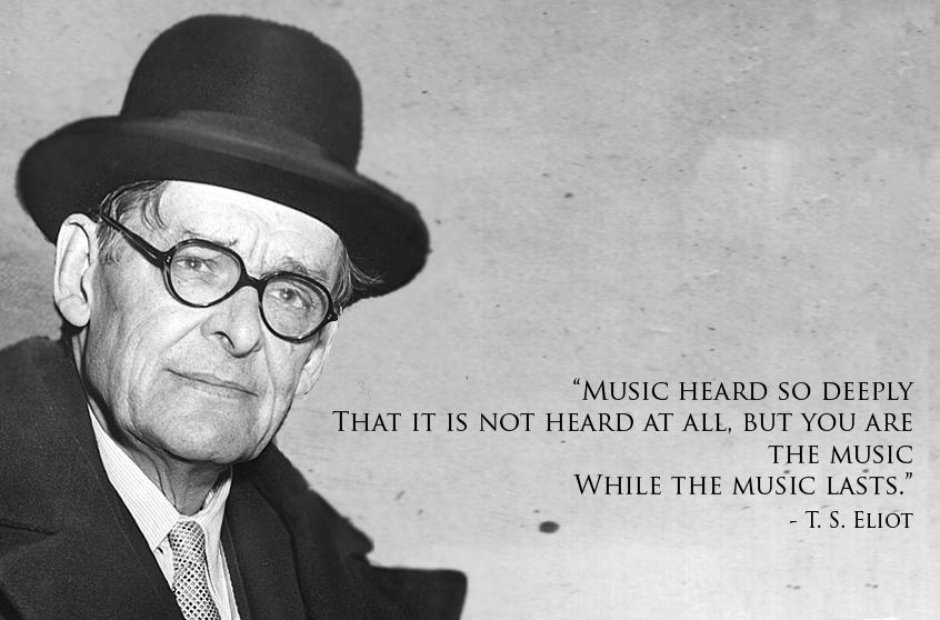 “Music heard so deeply
That it is not heard at all, but you are
the music
While the music lasts.”
- T. S. Eliot